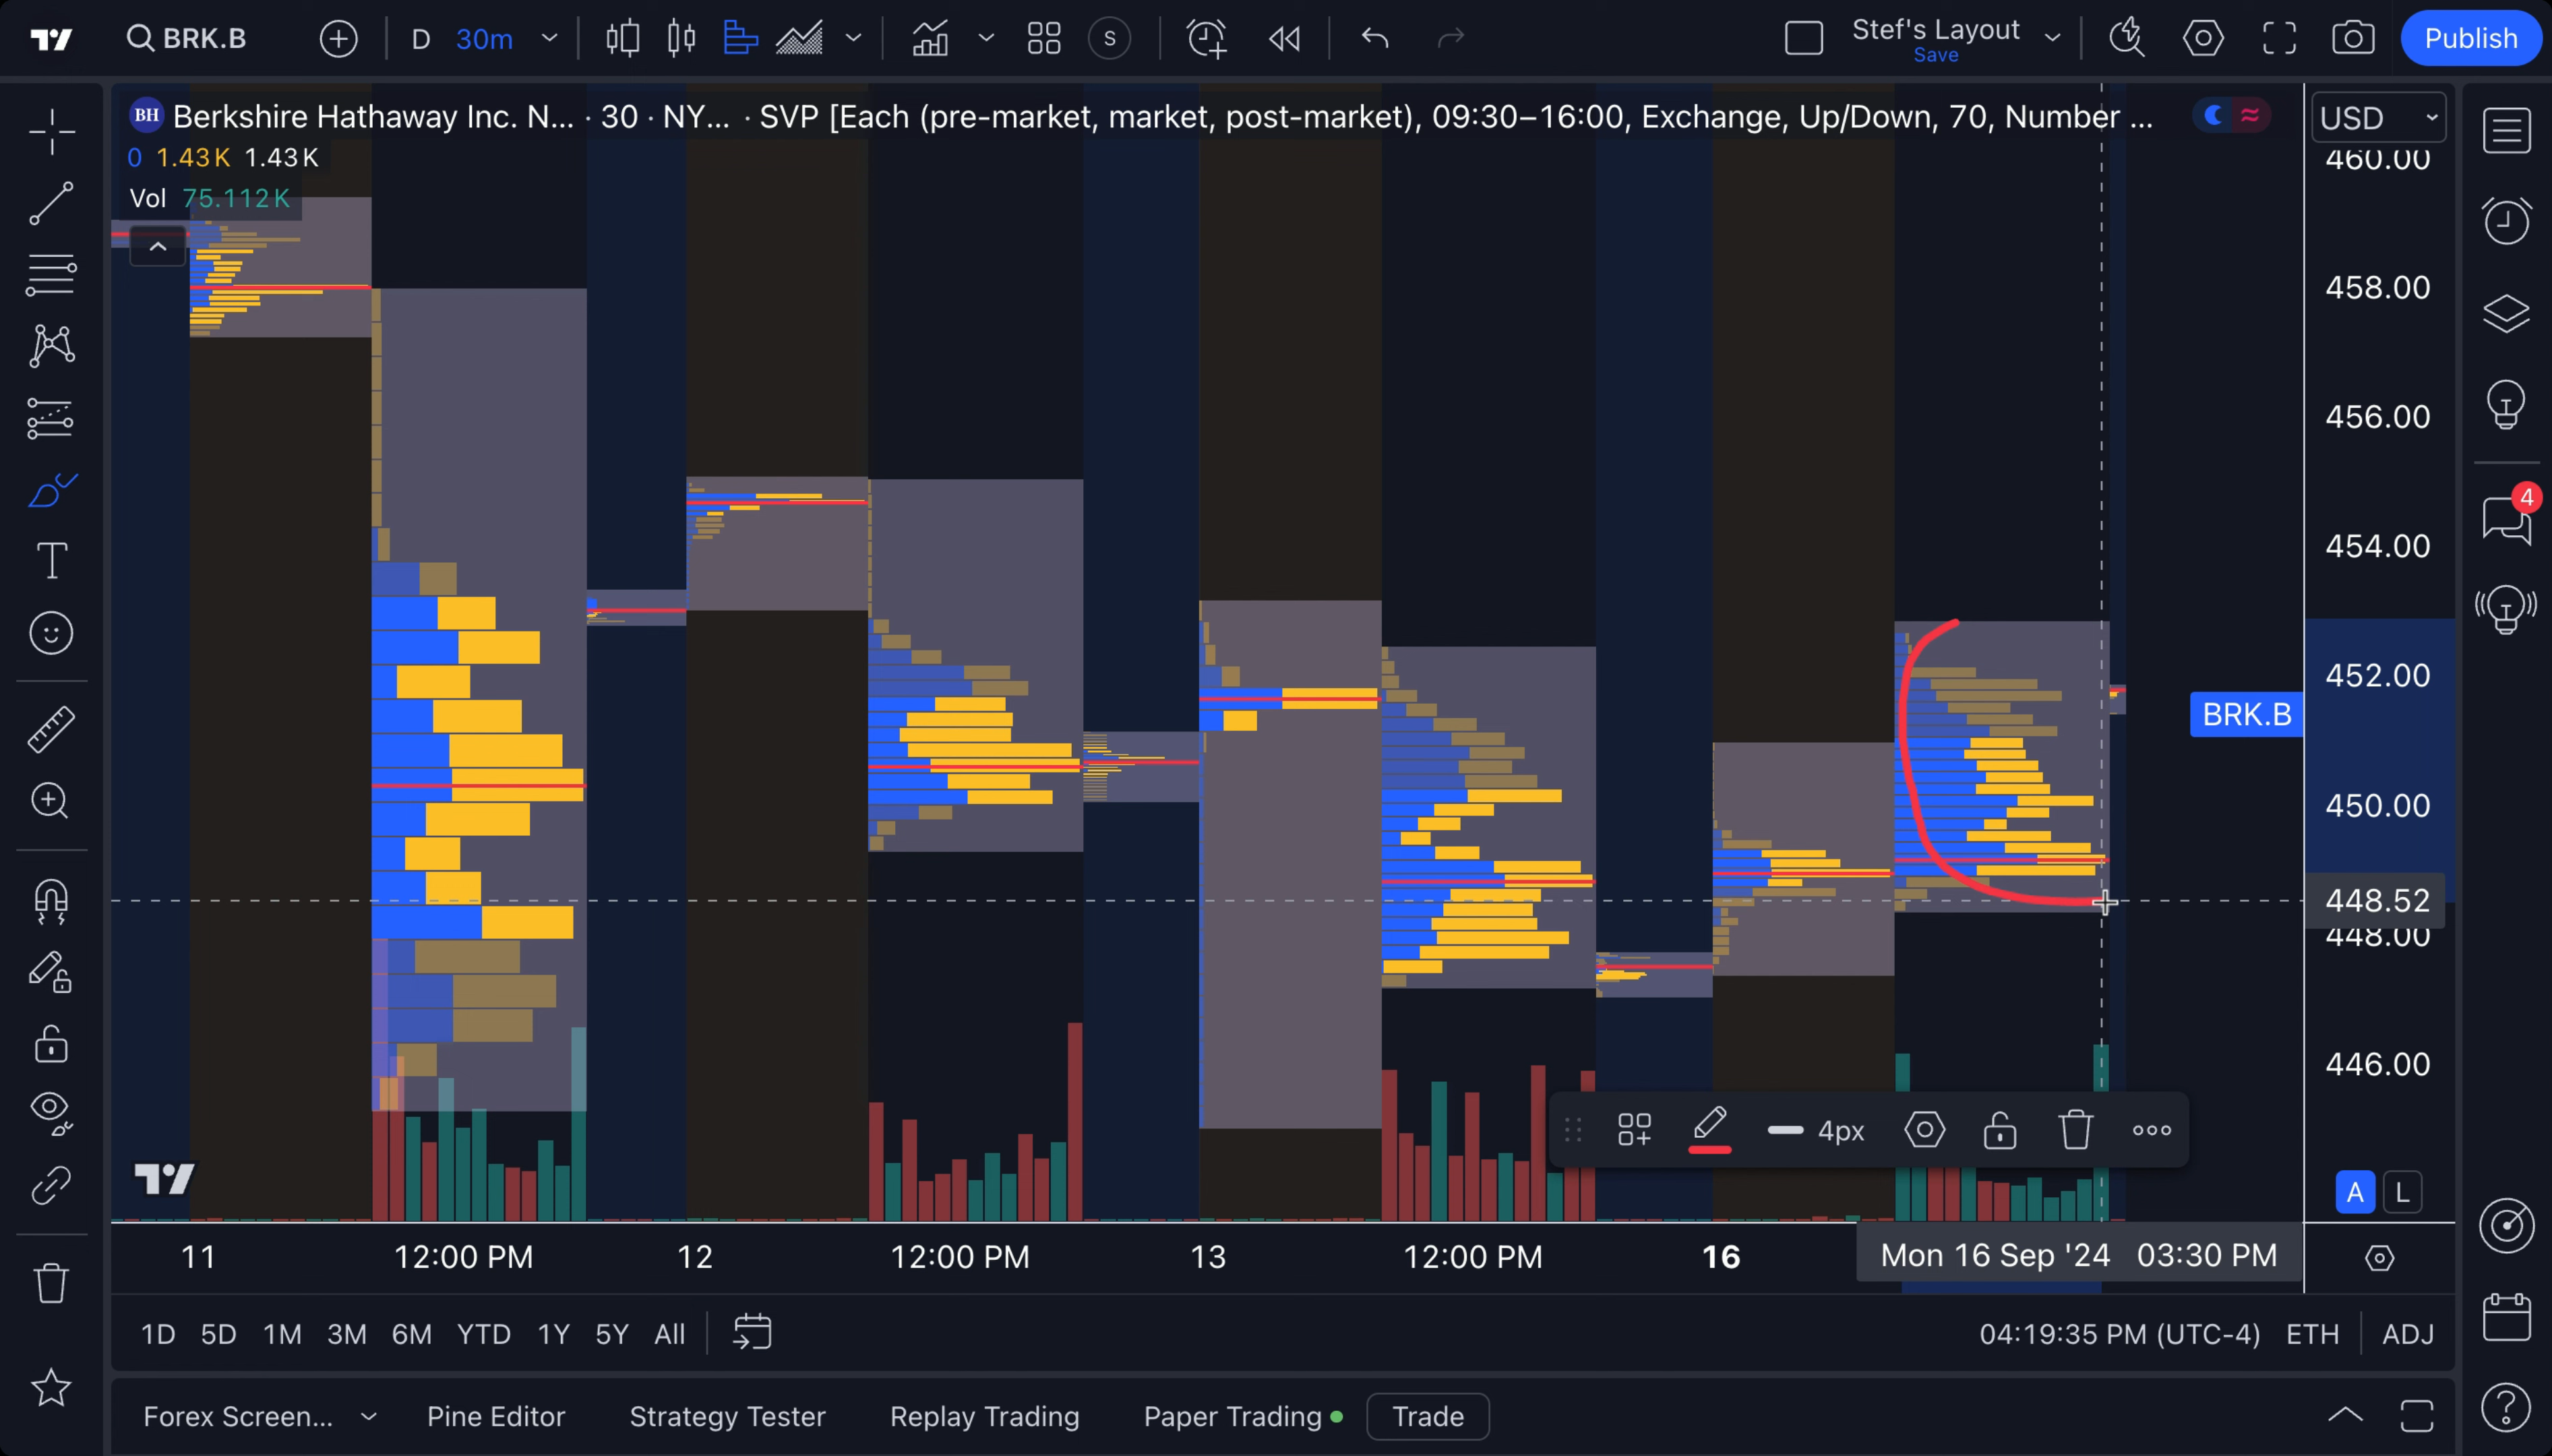 BRK.B
D 30m
S
Stef's Layout
Save
Publish
BH Berkshire Hathaway Inc. N... · 30 · NY... · SVP [Each (pre-market, market, post-market), 09:30–16:00, Exchange, Up/Down, 70, Number ...
0 1.43K 1.43K
Vol 75.112K
USD
460.00
458.00
456.00
454.00
4
452.00
BRK.B
450.00
448.52
448.00
446.00
4px
A L
11 12:00 PM 12 12:00 PM 13 12:00 PM 16 Mon 16 Sep '24 03:30 PM
1D 5D 1M 3M 6M YTD 1Y 5Y All
04:19:35 PM (UTC-4) ETH ADJ
Forex Screen... Pine Editor Strategy Tester Replay Trading Paper Trading Trade